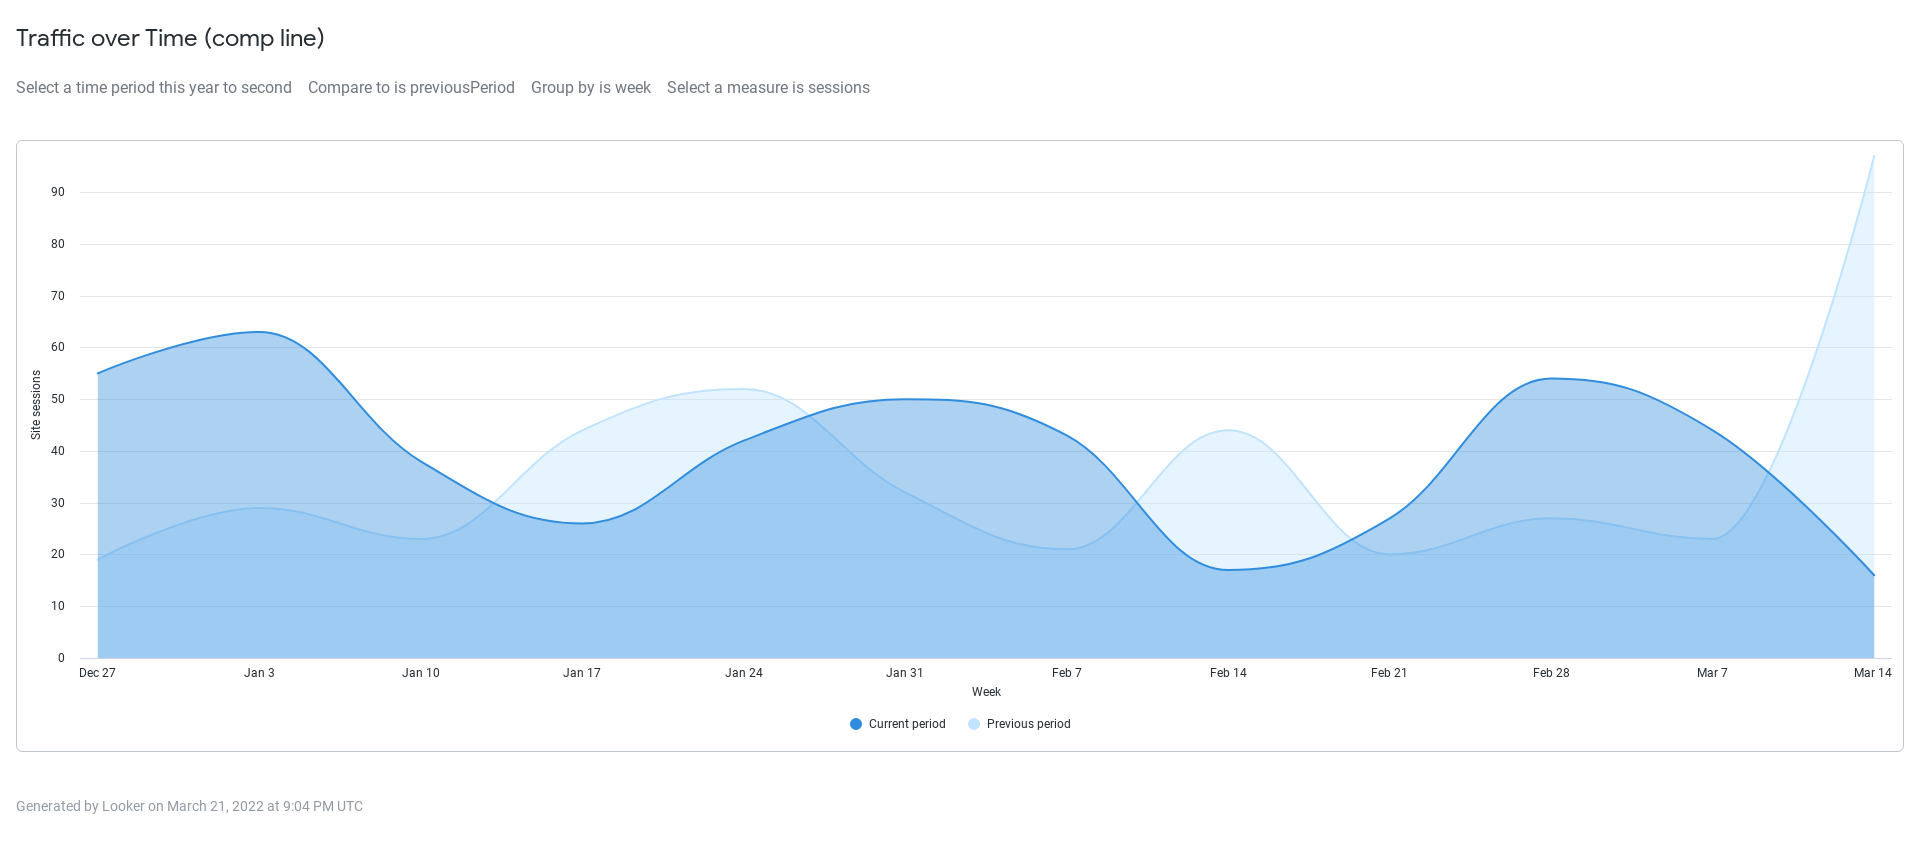 Traffic over Time (comp line)
Select a time period this year to second Compare to is previousPeriod Group by is week Select a measure is sessions
90
80
70
60
50
40
30
20
10
0
Site sessions
Dec 27 Jan 3 Jan 10 Jan 17 Jan 24 Jan 31 Feb 7 Feb 14 Feb 21 Feb 28 Mar 7 Mar 14
Week
Current period Previous period
Generated by Looker on March 21, 2022 at 9:04 PM UTC